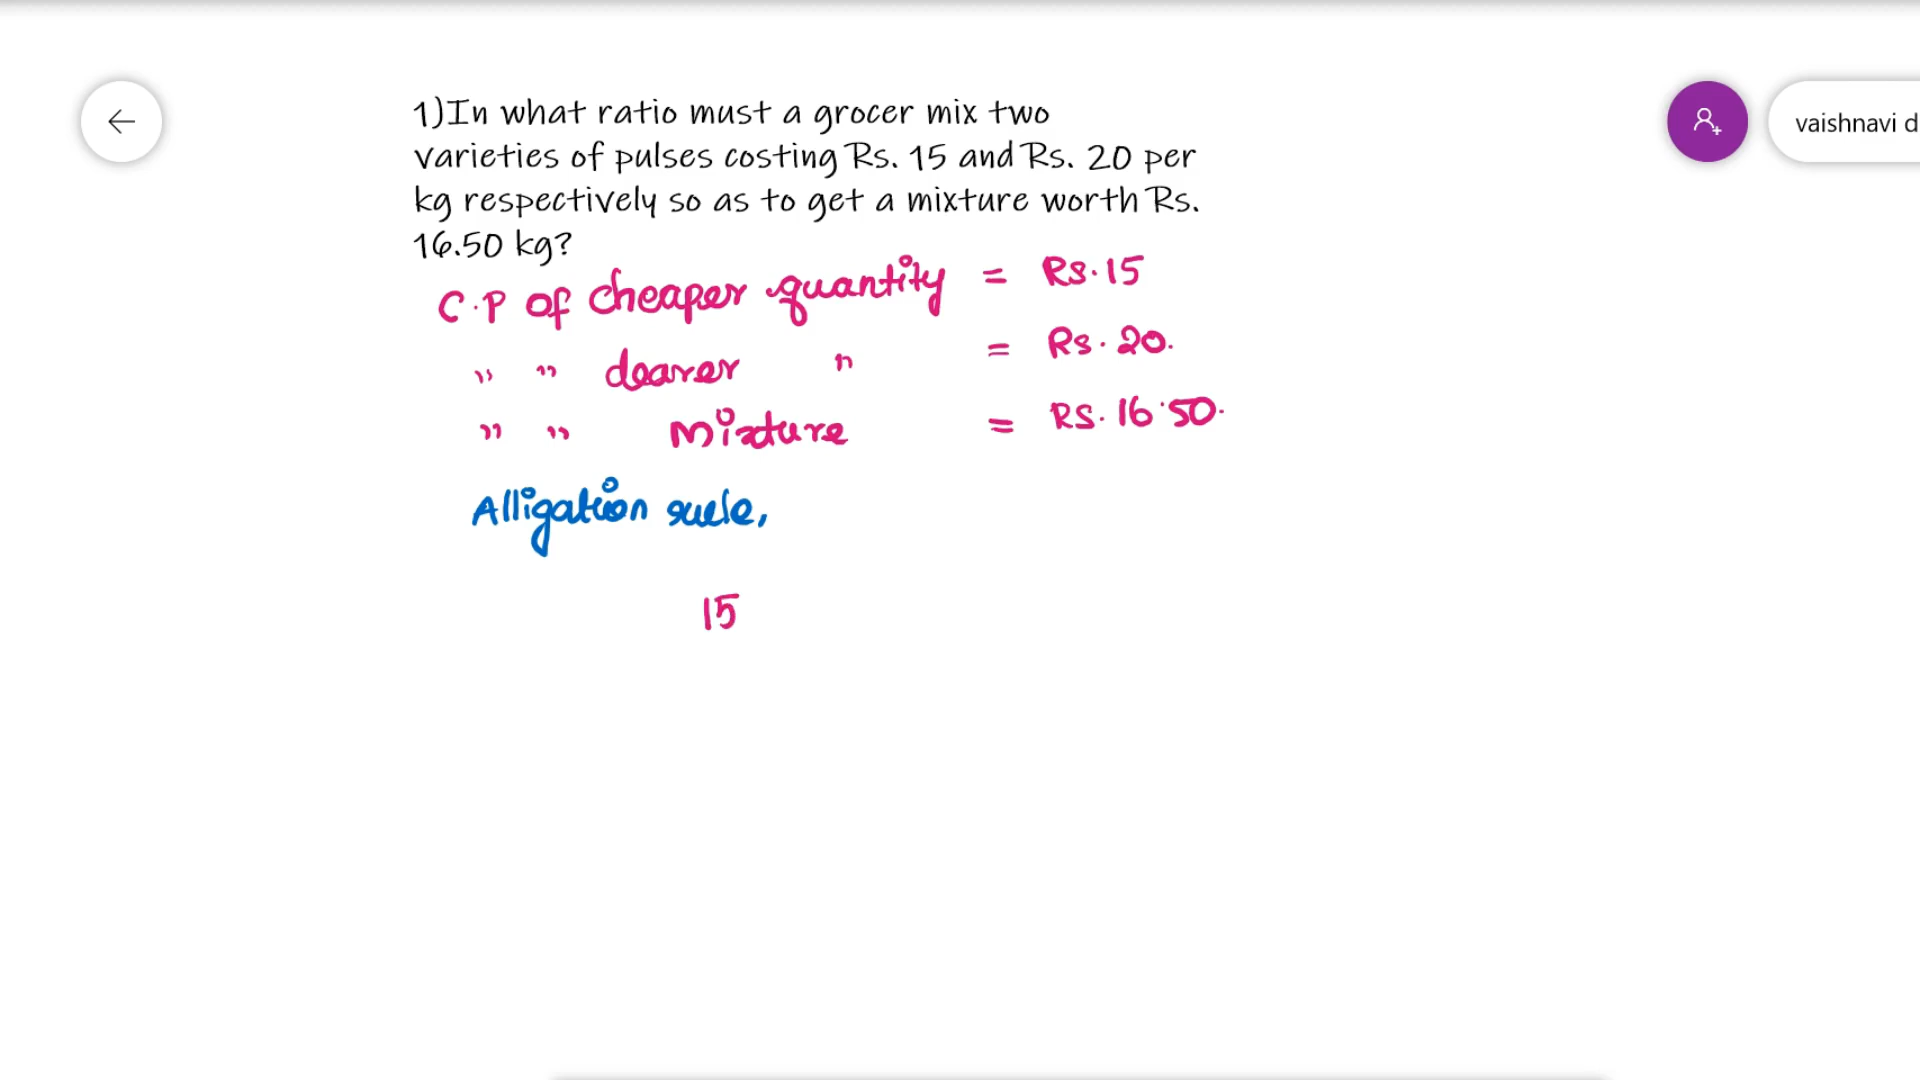 vaishnavi d
1)In what ratio must a grocer mix two
varieties of pulses costing Rs. 15 and Rs. 20 per
kg respectively so as to get a mixture worth Rs.
16.50 kg?
C.P of cheaper quantity = Rs.15
" " dearer " = Rs.20.
" " Mixture = RS.16.50.
Alligation rule,
15